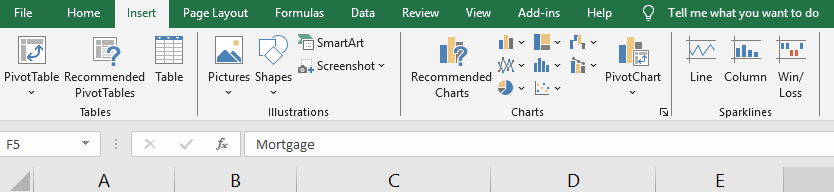 File Home Insert Page Layout Formulas Data Review View Add-ins Help Tell me what you want to do
PivotTable Recommended PivotTables Table
Tables
Pictures Shapes SmartArt Screenshot
Illustrations
Recommended Charts PivotChart
Charts
Line Column Win/ Loss
Sparklines
F5 fx Mortgage
A B C D E